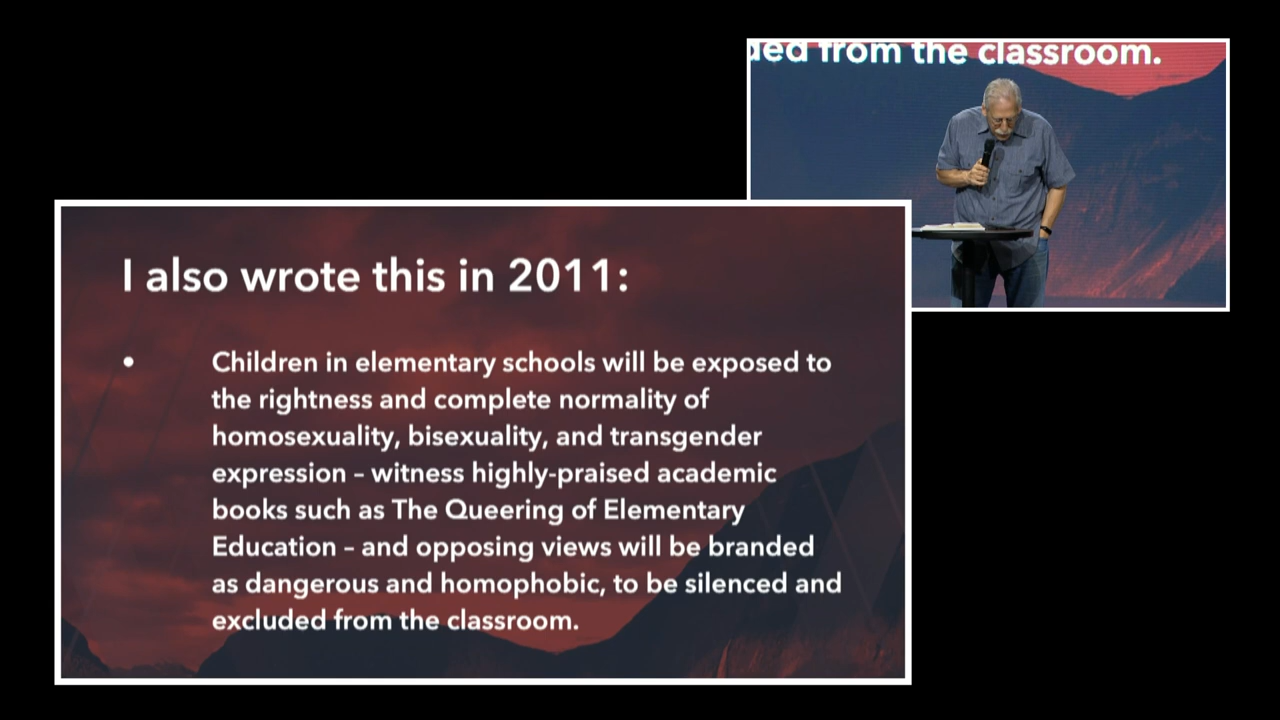 ded from the classroom.
I also wrote this in 2011:
• Children in elementary schools will be exposed to
the rightness and complete normality of
homosexuality, bisexuality, and transgender
expression – witness highly-praised academic
books such as The Queering of Elementary
Education – and opposing views will be branded
as dangerous and homophobic, to be silenced and
excluded from the classroom.